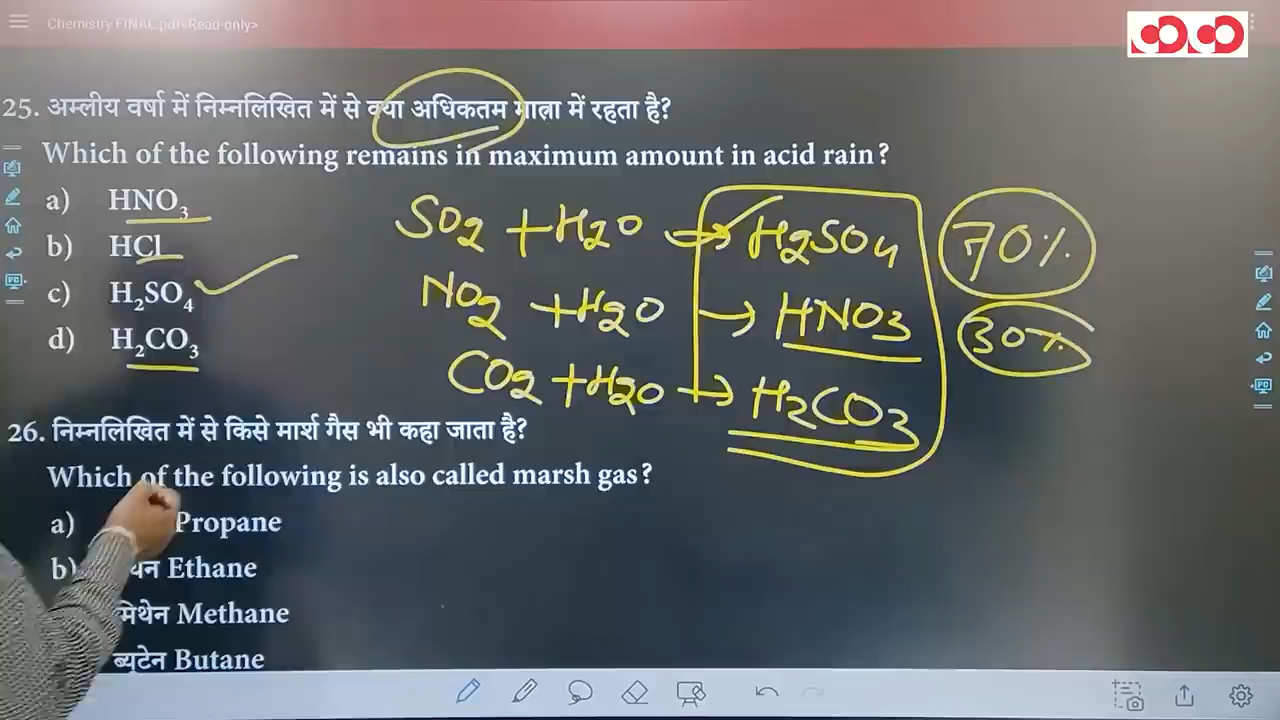 Chemistry FINAL.pdf<Read-only>
25. अम्लीय वर्षा में निम्नलिखित में से क्या अधिकतम मात्रा में रहता है?
Which of the following remains in maximum amount in acid rain?
a) HNO₃
b) HCl
c) H₂SO₄
d) H₂CO₃
SO₂ + H₂O → H₂SO₄ 70%
NO₂ + H₂O → HNO₃ 30%
CO₂ + H₂O → H₂CO₃
26. निम्नलिखित में से किसे मार्श गैस भी कहा जाता है?
Which of the following is also called marsh gas?
a) Propane
b) Ethane
मिथेन Methane
ब्यूटेन Butane